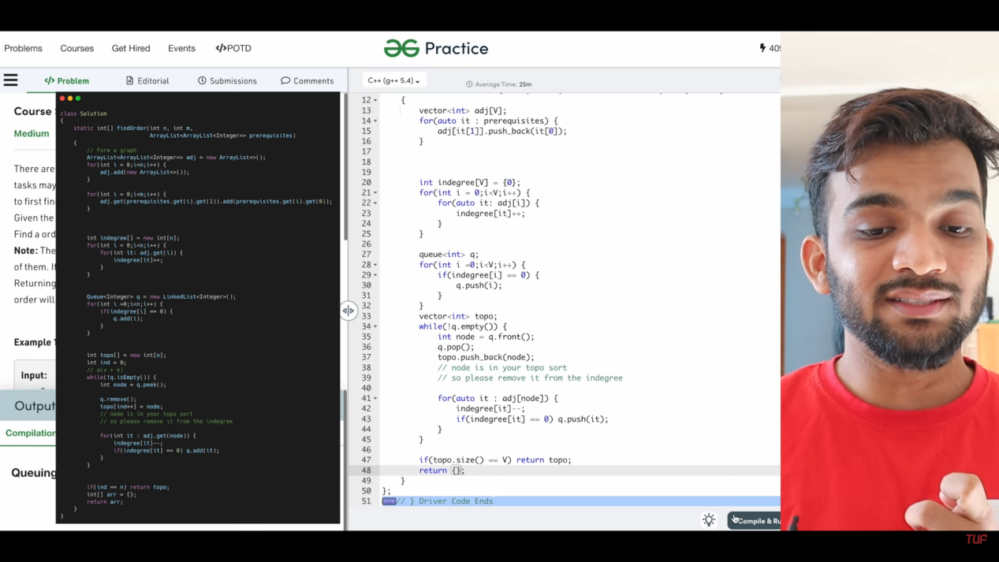 Problems Courses Get Hired Events </>POTD Practice 409
</> Problem Editorial Submissions Comments C++ (g++ 5.4) Average Time: 25m
Course
Medium
There are
tasks may
to first fini
Given the
Find a ord
Note: The
of them. If
Returning
order will
Example 1
Input:
Output
Compilation
Queuing
class Solution
{
static int[] findOrder(int n, int m,
ArrayList<ArrayList<Integer>> prerequisites)
{
// Form a graph
ArrayList<ArrayList<Integer>> adj = new ArrayList<>();
for(int i = 0;i<n;i++) {
adj.add(new ArrayList<>());
}
for(int i = 0;i<m;i++) {
adj.get(prerequisites.get(i).get(1)).add(prerequisites.get(i).get(0));
}
int indegree[] = new int[n];
for(int i = 0;i<n;i++) {
for(int it: adj.get(i)) {
indegree[it]++;
}
}
Queue<Integer> q = new LinkedList<Integer>();
for(int i =0;i<n;i++) {
if(indegree[i] == 0) {
q.add(i);
}
}
int topo[] = new int[n];
int ind = 0;
// o(v + e)
while(!q.isEmpty()) {
int node = q.peek();
q.remove();
topo[ind++] = node;
// node is in your topo sort
// so please remove it from the indegree
for(int it : adj.get(node)) {
indegree[it]--;
if(indegree[it] == 0) q.add(it);
}
}
if(ind == n) return topo;
int[] arr = {};
return arr;
}
}
12 {
13 vector<int> adj[V];
14 for(auto it : prerequisites) {
15 adj[it[1]].push_back(it[0]);
16 }
17
18
19
20 int indegree[V] = {0};
21 for(int i = 0;i<V;i++) {
22 for(auto it: adj[i]) {
23 indegree[it]++;
24 }
25 }
26
27 queue<int> q;
28 for(int i =0;i<V;i++) {
29 if(indegree[i] == 0) {
30 q.push(i);
31 }
32 }
33 vector<int> topo;
34 while(!q.empty()) {
35 int node = q.front();
36 q.pop();
37 topo.push_back(node);
38 // node is in your topo sort
39 // so please remove it from the indegree
40
41 for(auto it : adj[node]) {
42 indegree[it]--;
43 if(indegree[it] == 0) q.push(it);
44 }
45 }
46
47 if(topo.size() == V) return topo;
48 return {};
49 }
50 };
51 // } Driver Code Ends
Compile & Ru
TUF